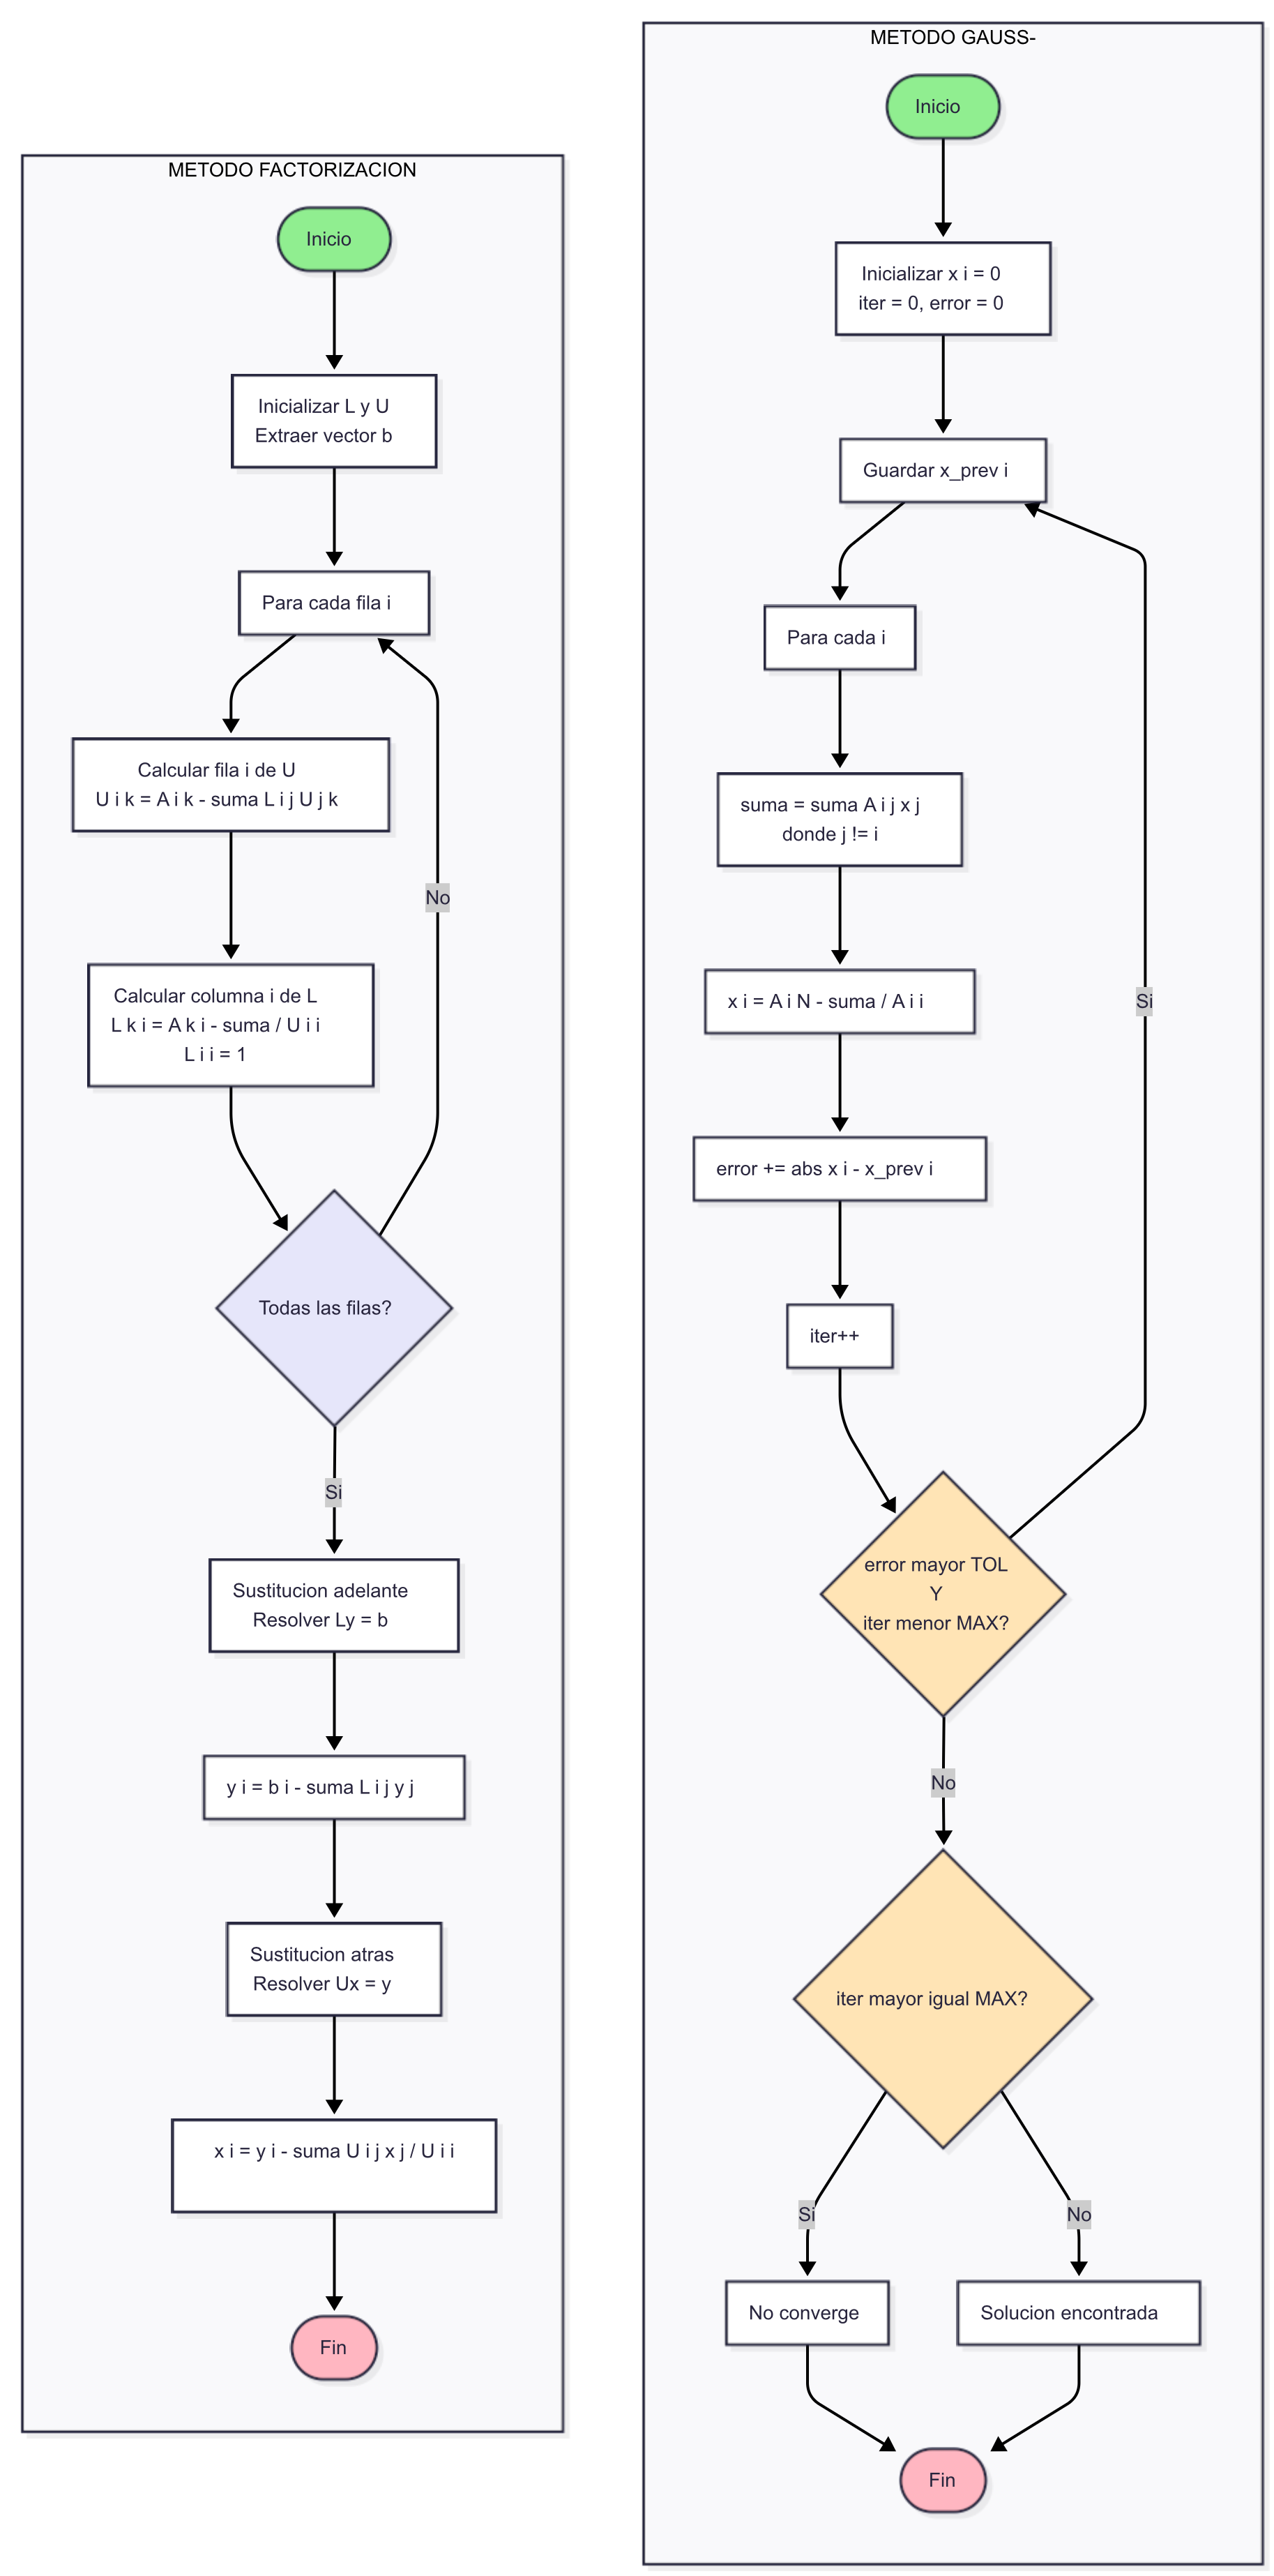 METODO FACTORIZACION
Inicio
Inicializar L y U
Extraer vector b
Para cada fila i
Calcular fila i de U
U i k = A i k - suma L i j U j k
No
Calcular columna i de L
L k i = A k i - suma / U i i
L i i = 1
Todas las filas?
Si
Sustitucion adelante
Resolver Ly = b
y i = b i - suma L i j y j
Sustitucion atras
Resolver Ux = y
x i = y i - suma U i j x j / U i i
Fin
METODO GAUSS-
Inicio
Inicializar x i = 0
iter = 0, error = 0
Guardar x_prev i
Para cada i
suma = suma A i j x j
donde j != i
x i = A i N - suma / A i i
Si
error += abs x i - x_prev i
iter++
error mayor TOL
Y
iter menor MAX?
No
iter mayor igual MAX?
Si
No
No converge
Solucion encontrada
Fin